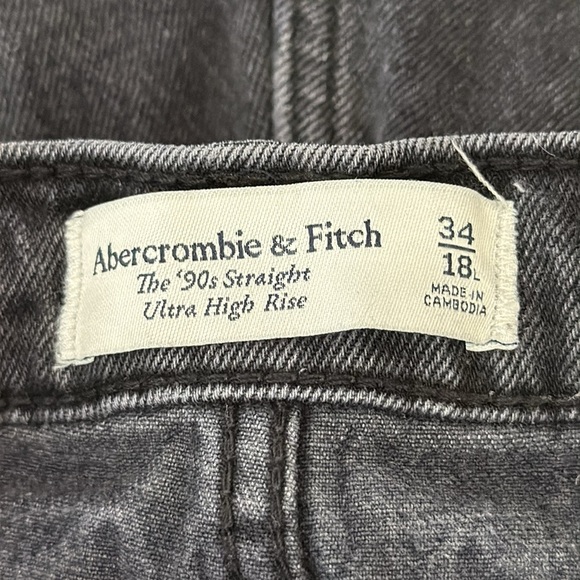 Abercrombie & Fitch
The ‘90s Straight
Ultra High Rise
34
18L
MADE IN
CAMBODIA